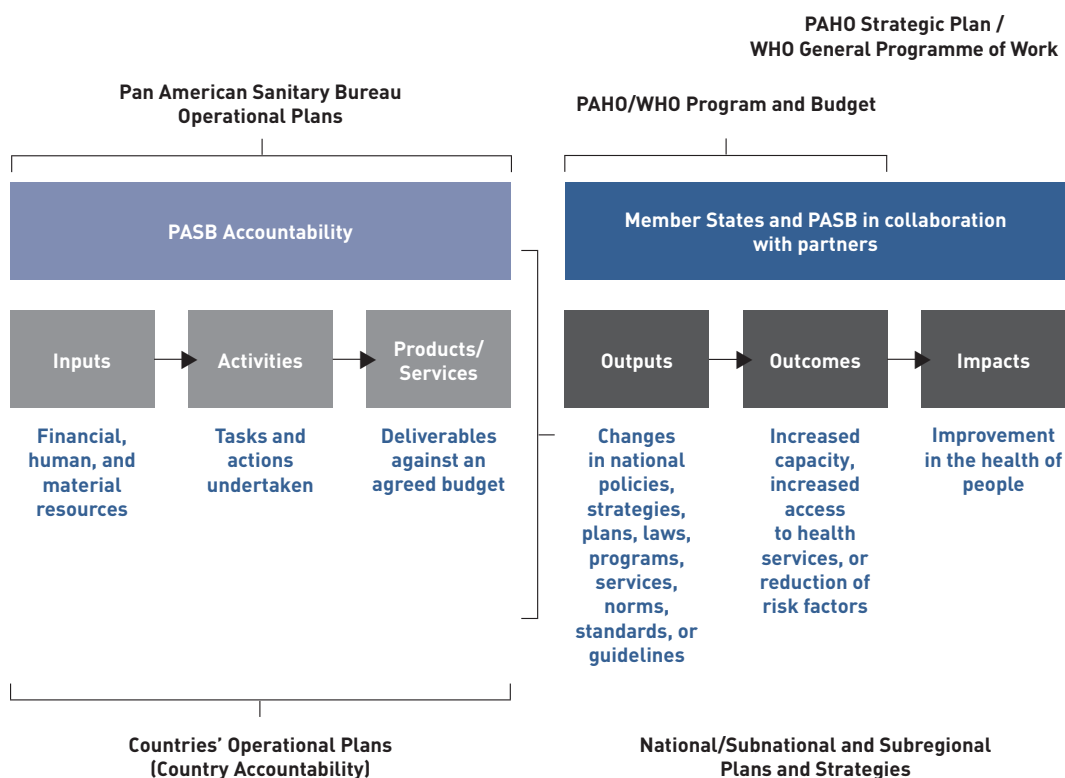 PAHO Strategic Plan /
WHO General Programme of Work
Pan American Sanitary Bureau
Operational Plans
PAHO/WHO Program and Budget
PASB Accountability
Member States and PASB in collaboration
with partners
Inputs
Activities
Products/
Services
Outputs
Outcomes
Impacts
Financial,
human, and
material
resources
Tasks and
actions
undertaken
Deliverables
against an
agreed budget
Changes
in national
policies,
strategies,
plans, laws,
programs,
services,
norms,
standards, or
guidelines
Increased
capacity,
increased
access
to health
services, or
reduction of
risk factors
Improvement
in the health of
people
Countries’ Operational Plans
(Country Accountability)
National/Subnational and Subregional
Plans and Strategies